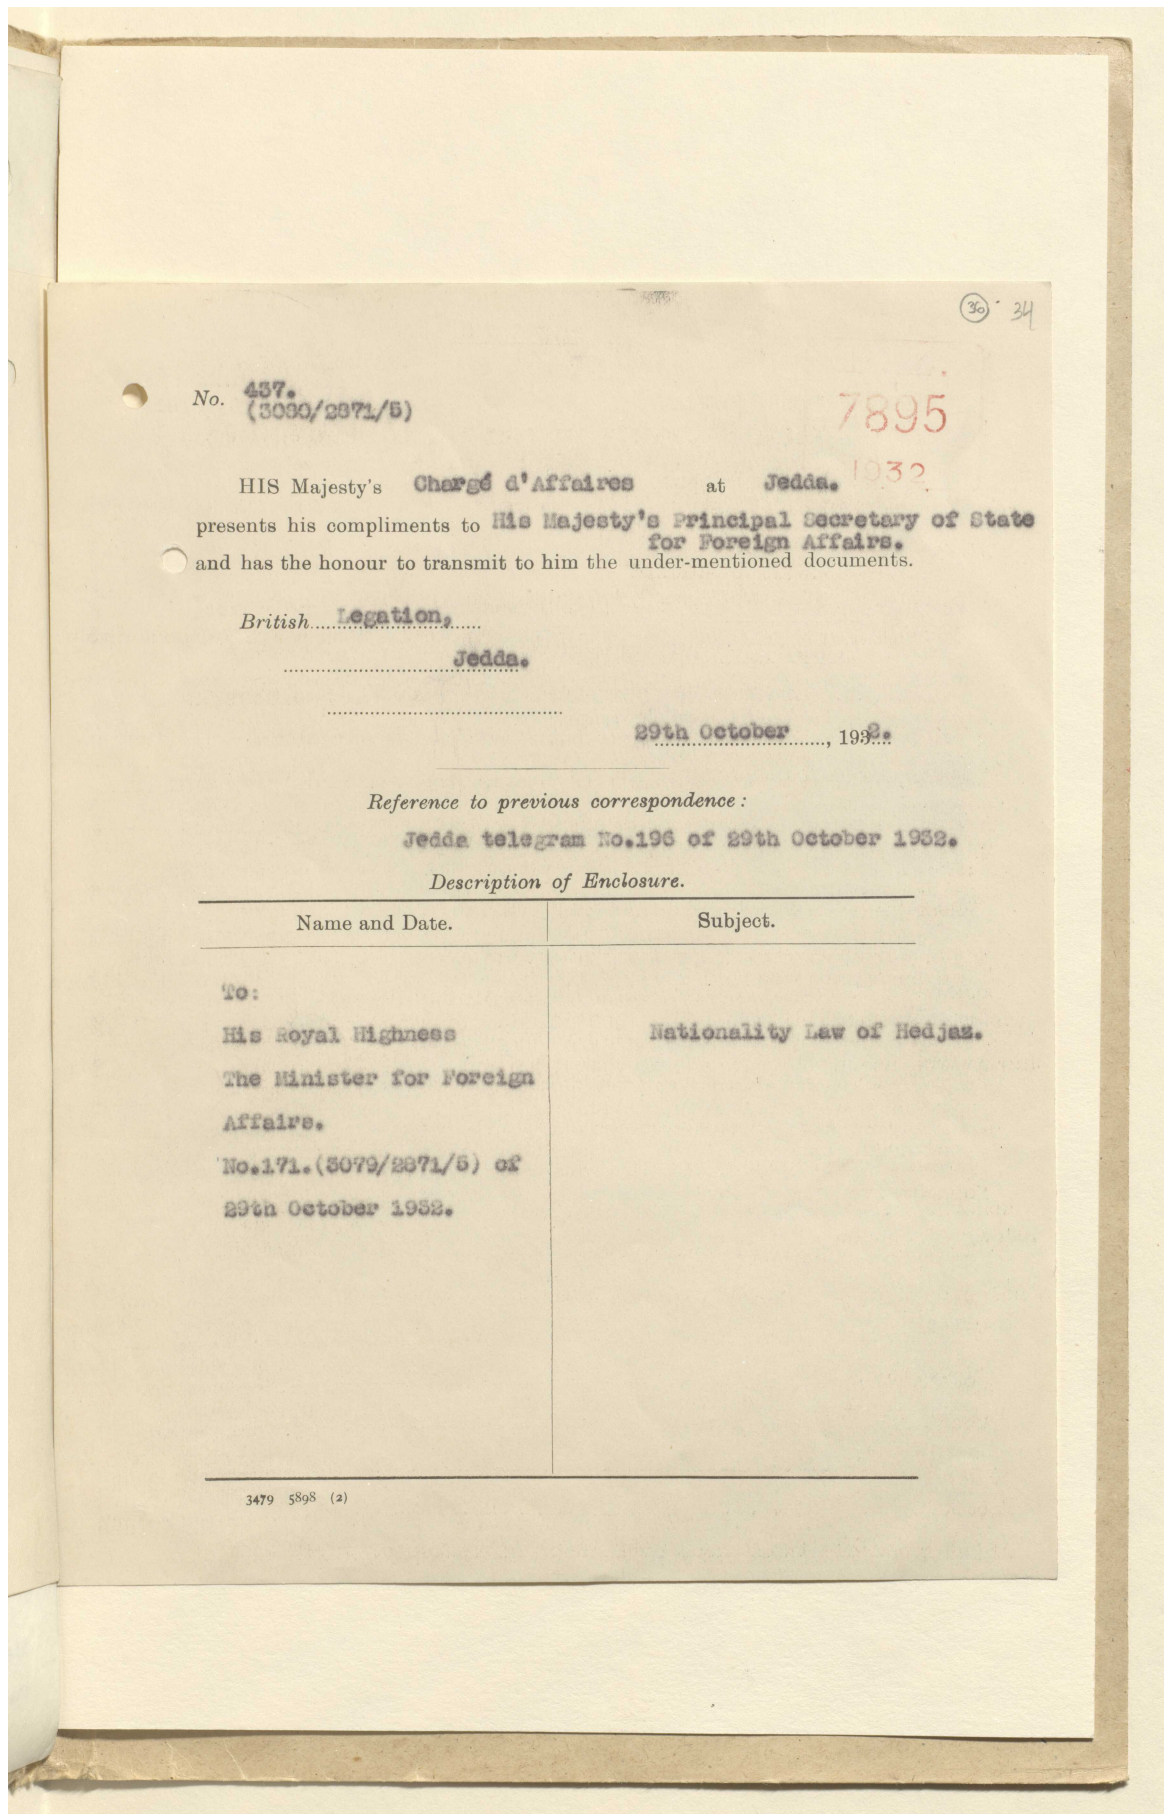 36 34
No. 437.
(3080/2871/5)
7895
1932
HIS Majesty's Chargé d'Affaires at Jedda.
presents his compliments to His Majesty's Principal Secretary of State
for Foreign Affairs.
and has the honour to transmit to him the under-mentioned documents.
British Legation,
Jedda.
29th October, 1932.
Reference to previous correspondence:
Jedda telegram No.196 of 29th October 1932.
Description of Enclosure.
Name and Date. Subject.
To:
His Royal Highness Nationality Law of Hedjaz.
The Minister for Foreign
Affairs.
No.171.(3079/2871/5) of
29th October 1932.
3479 5898 (2)